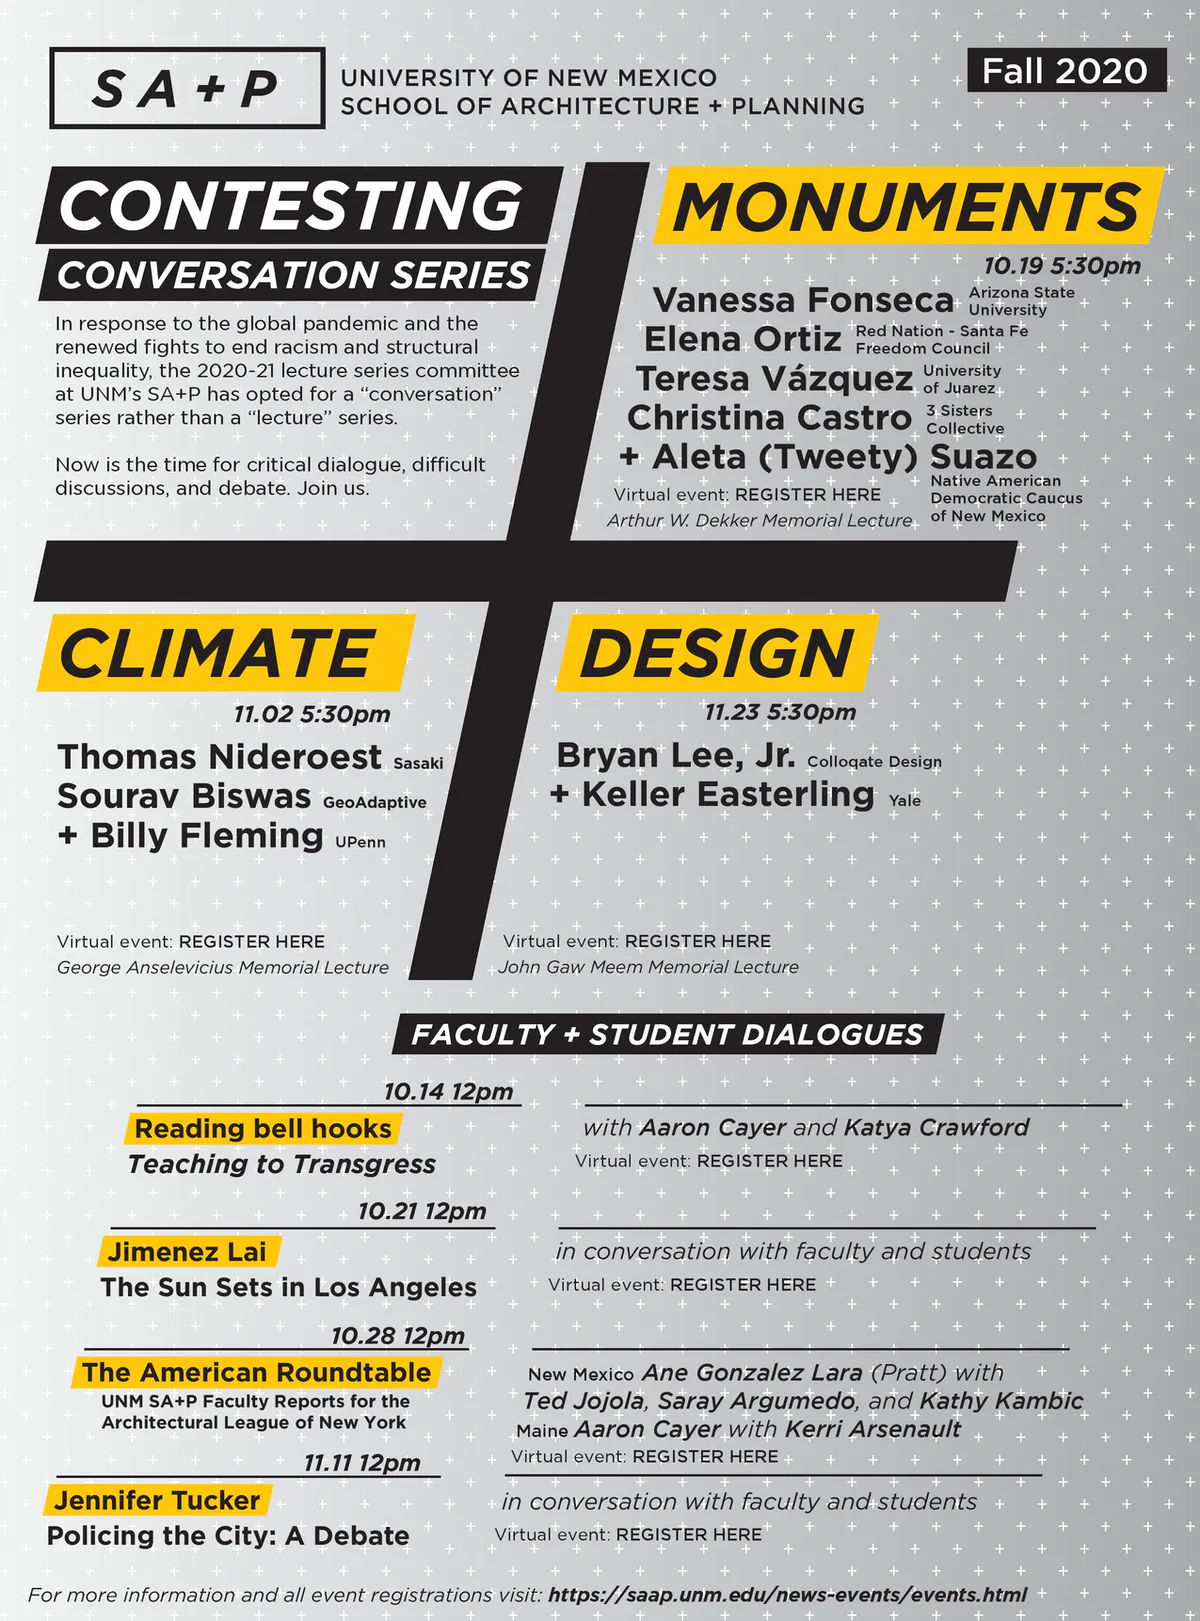 SA+P
UNIVERSITY OF NEW MEXICO
SCHOOL OF ARCHITECTURE + PLANNING
Fall 2020
CONTESTING
CONVERSATION SERIES
In response to the global pandemic and the
renewed fights to end racism and structural
inequality, the 2020-21 lecture series committee
at UNM's SA+P has opted for a “conversation”
series rather than a “lecture” series.
Now is the time for critical dialogue, difficult
discussions, and debate. Join us.
MONUMENTS
10.19 5:30pm
Vanessa Fonseca Arizona State
University
Elena Ortiz Red Nation - Santa Fe
Freedom Council
Teresa Vázquez University
of Juarez
Christina Castro 3 Sisters
Collective
+ Aleta (Tweety) Suazo
Native American
Democratic Caucus
of New Mexico
Virtual event: REGISTER HERE
Arthur W. Dekker Memorial Lecture
CLIMATE
11.02 5:30pm
Thomas Nideroest Sasaki
Sourav Biswas GeoAdaptive
+ Billy Fleming UPenn
Virtual event: REGISTER HERE
George Anselevicius Memorial Lecture
DESIGN
11.23 5:30pm
Bryan Lee, Jr. Colloqate Design
+ Keller Easterling Yale
Virtual event: REGISTER HERE
John Gaw Meem Memorial Lecture
FACULTY + STUDENT DIALOGUES
10.14 12pm
Reading bell hooks
Teaching to Transgress
with Aaron Cayer and Katya Crawford
Virtual event: REGISTER HERE
10.21 12pm
Jimenez Lai
The Sun Sets in Los Angeles
in conversation with faculty and students
Virtual event: REGISTER HERE
10.28 12pm
The American Roundtable
UNM SA+P Faculty Reports for the
Architectural League of New York
New Mexico Ane Gonzalez Lara (Pratt) with
Ted Jojola, Saray Argumedo, and Kathy Kambic
Maine Aaron Cayer with Kerri Arsenault
Virtual event: REGISTER HERE
11.11 12pm
Jennifer Tucker
Policing the City: A Debate
in conversation with faculty and students
Virtual event: REGISTER HERE
For more information and all event registrations visit: https://saap.unm.edu/news-events/events.html